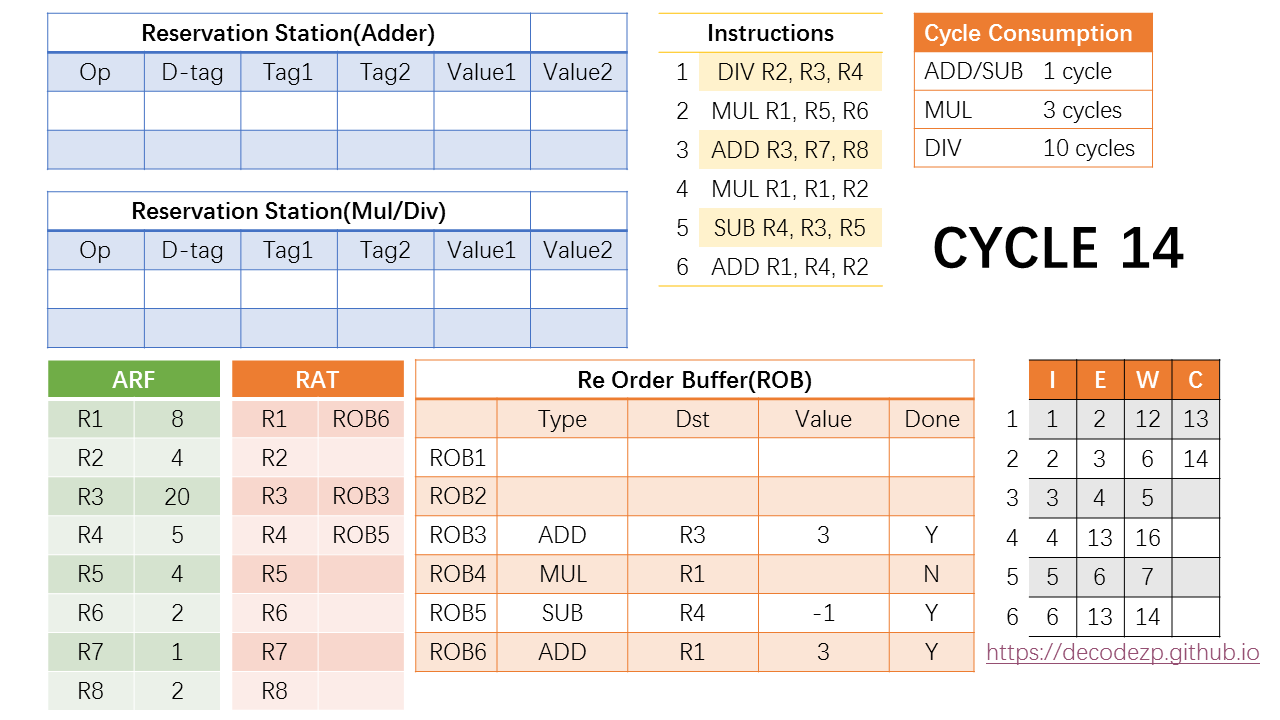 Reservation Station(Adder)
Op D-tag Tag1 Tag2 Value1 Value2
Reservation Station(Mul/Div)
Op D-tag Tag1 Tag2 Value1 Value2
Instructions
1 DIV R2, R3, R4
2 MUL R1, R5, R6
3 ADD R3, R7, R8
4 MUL R1, R1, R2
5 SUB R4, R3, R5
6 ADD R1, R4, R2
Cycle Consumption
ADD/SUB 1 cycle
MUL 3 cycles
DIV 10 cycles
CYCLE 14
ARF
R1 8
R2 4
R3 20
R4 5
R5 4
R6 2
R7 1
R8 2
RAT
R1 ROB6
R2
R3 ROB3
R4 ROB5
R5
R6
R7
R8
Re Order Buffer(ROB)
Type Dst Value Done
ROB1
ROB2
ROB3 ADD R3 3 Y
ROB4 MUL R1 N
ROB5 SUB R4 -1 Y
ROB6 ADD R1 3 Y
I E W C
1 1 2 12 13
2 2 3 6 14
3 3 4 5
4 4 13 16
5 5 6 7
6 6 13 14
https://decodezp.github.io